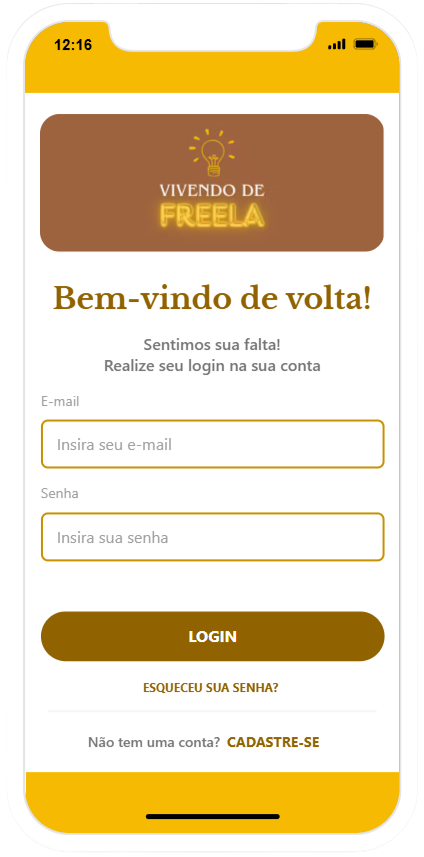 12:16
VIVENDO DE
FREELA
Bem-vindo de volta!
Sentimos sua falta!
Realize seu login na sua conta
E-mail
Insira seu e-mail
Senha
Insira sua senha
LOGIN
ESQUECEU SUA SENHA?
Não tem uma conta? CADASTRE-SE